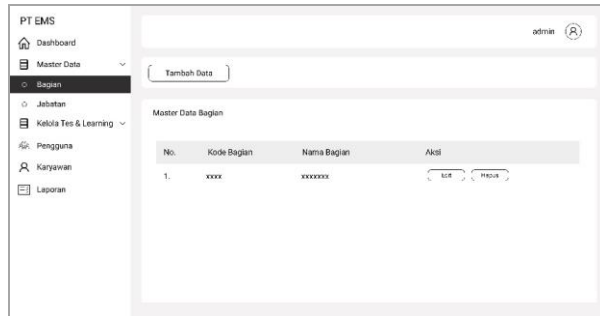 PT EMS
Dashboard
Master Data
Bagian
Jabatan
Kelola Tes & Learning
Pengguna
Karyawan
Laporan
admin
Tambah Data
Master Data Bagian
No. Kode Bagian Nama Bagian Aksi
1. xxxx xxxxxxx Edit Hapus